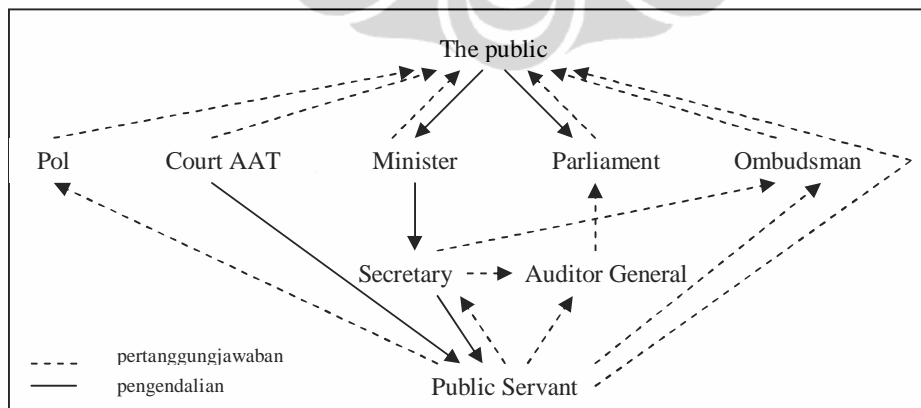 The public
Pol Court AAT Minister Parliament Ombudsman
Secretary Auditor General
pertanggungjawaban
pengendalian
Public Servant